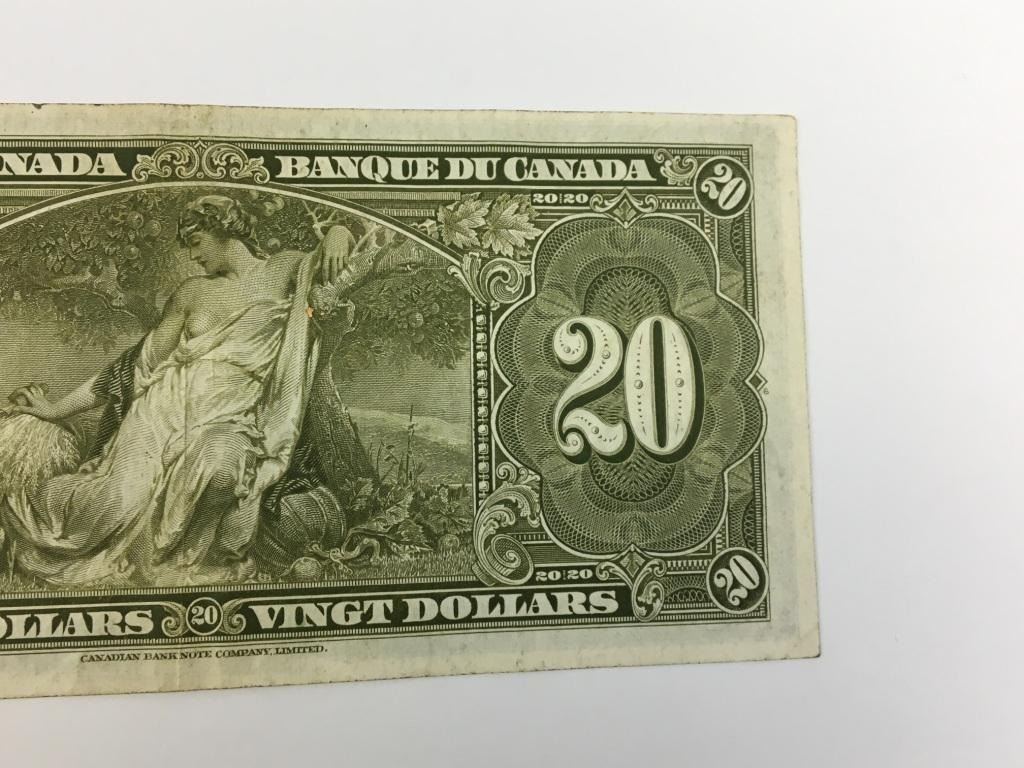 NADA BANQUE DU CANADA 20
20 20
20
20 20
OLLARS 20 VINGT DOLLARS 20
CANADIAN BANK NOTE COMPANY, LIMITED.